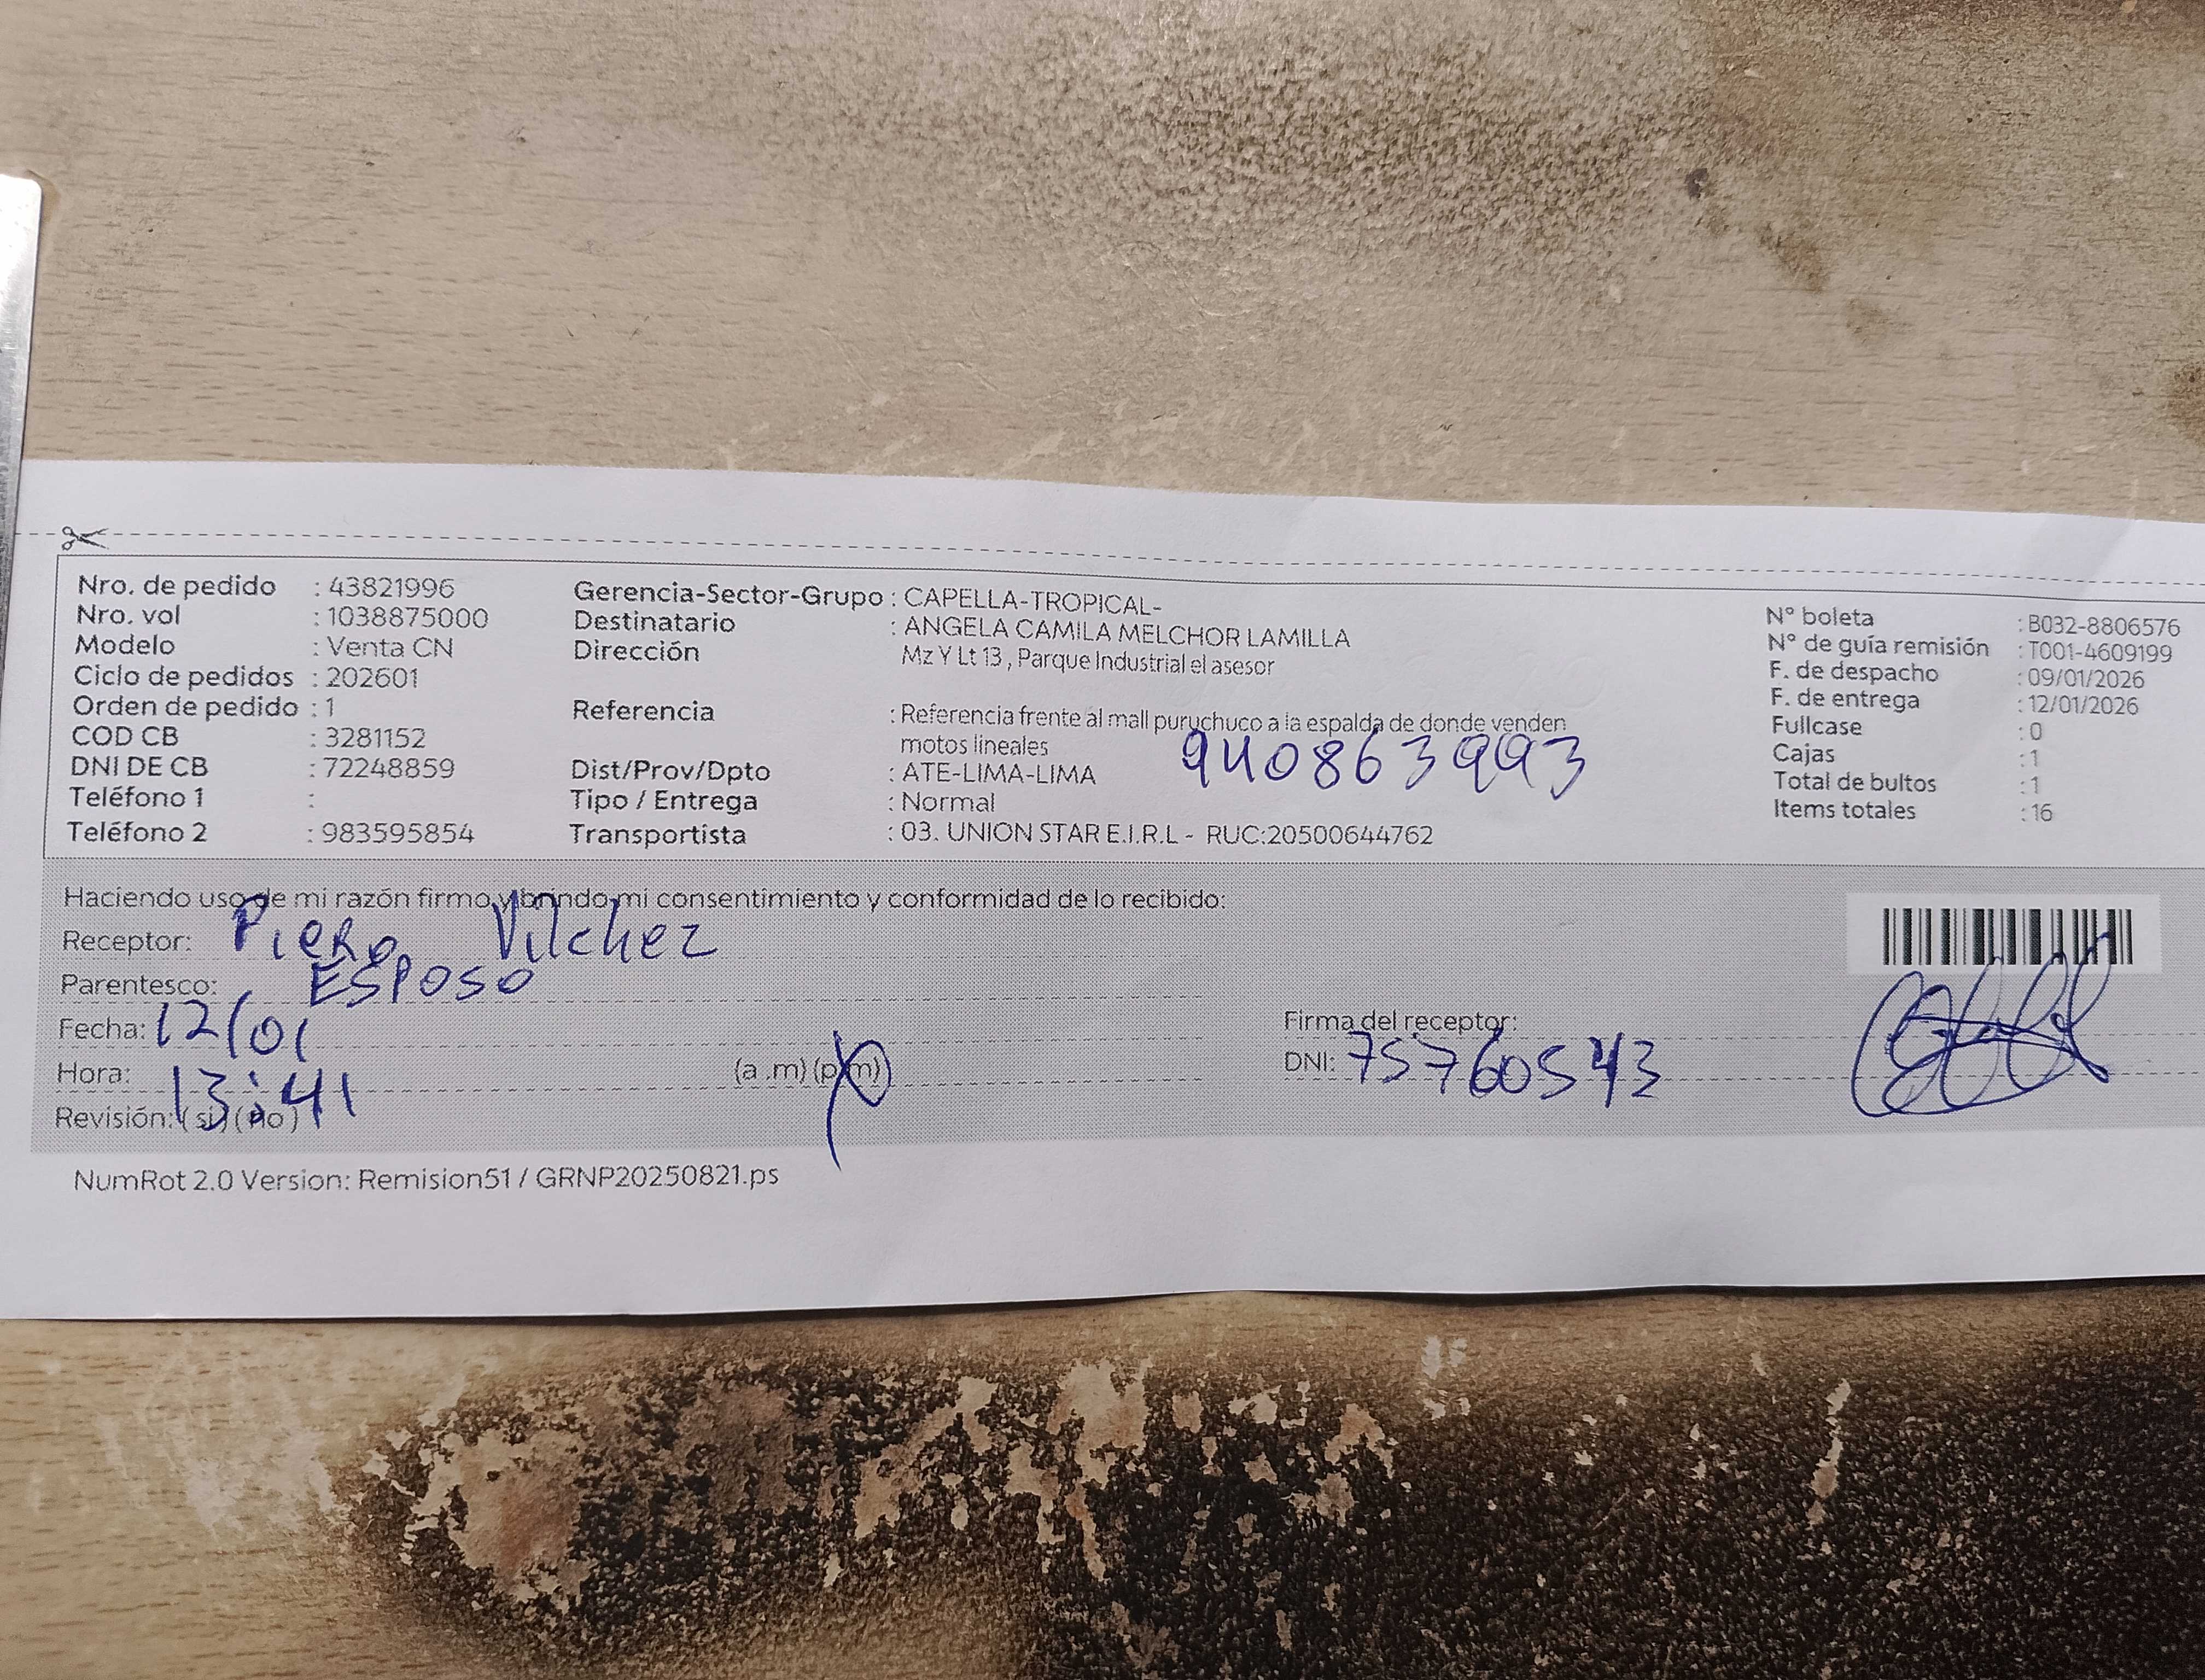 Nro. de pedido : 43821996
Nro. vol : 1038875000
Modelo : Venta CN
Ciclo de pedidos : 202601
Orden de pedido : 1
COD CB : 3281152
DNI DE CB : 72248859
Teléfono 1 :
Teléfono 2 : 983595854
Gerencia-Sector-Grupo : CAPELLA-TROPICAL-
Destinatario : ANGELA CAMILA MELCHOR LAMILLA
Dirección Mz Y Lt 13 , Parque Industrial el asesor
Referencia : Referencia frente al mall puruchuco a la espalda de donde venden
motos lineales
940863993
Dist/Prov/Dpto : ATE-LIMA-LIMA
Tipo / Entrega : Normal
Transportista : 03. UNION STAR E.I.R.L - RUC:20500644762
N° boleta : B032-8806576
N° de guía remisión : T001-4609199
F. de despacho : 09/01/2026
F. de entrega : 12/01/2026
Fullcase : 0
Cajas : 1
Total de bultos : 1
Items totales : 16
Haciendo uso de mi razón firmo y brindo mi consentimiento y conformidad de lo recibido:
Receptor: Piero Vilchez
Parentesco: ESPOSO
Fecha: 12/01
Hora: 13:41 (a .m) (p.m)
Revisión: ( si ) ( no )
Firma del receptor:
DNI: 75760543
NumRot 2.0 Version: Remision51 / GRNP20250821.ps